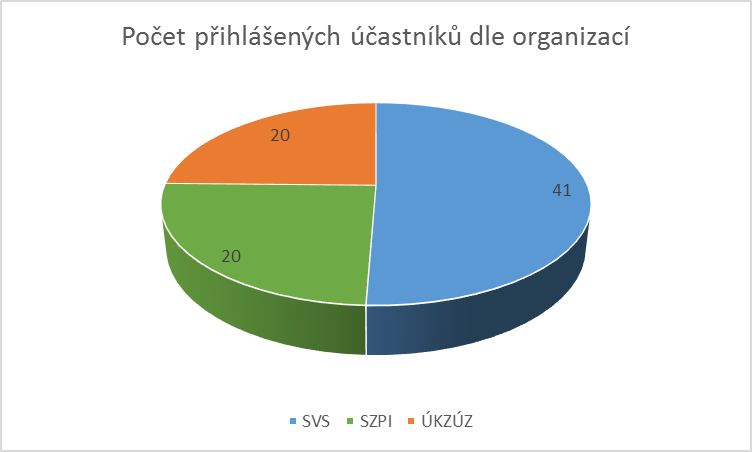 Počet přihlášených účastníků dle organizací
20
41
20
SVS SZPI ÚKZÚZ